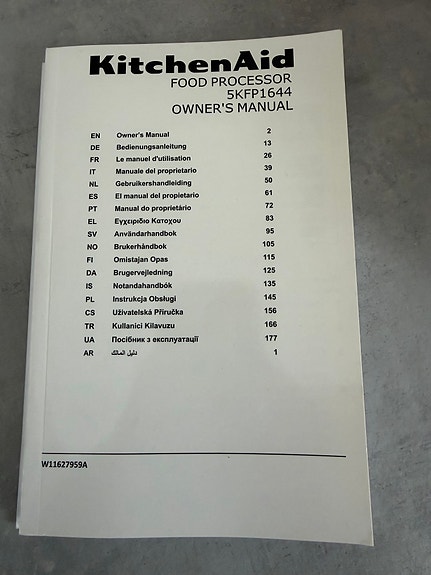 KitchenAid
FOOD PROCESSOR
5KFP1644
OWNER'S MANUAL
EN Owner's Manual 2
DE Bedienungsanleitung 13
FR Le manuel d'utilisation 26
IT Manuale del proprietario 39
NL Gebruikershandleiding 50
ES El manual del propietario 61
PT Manual do proprietário 72
EL Εγχειριδιο Κατοχου 83
SV Användarhandbok 95
NO Brukerhåndbok 105
FI Omistajan Opas 115
DA Brugervejledning 125
IS Notandahandbók 135
PL Instrukcja Obsługi 145
CS Uživatelská Příručka 156
TR Kullanici Kilavuzu 166
UA Посібник з експлуатації 177
AR دليل المالك 1
W11627959A